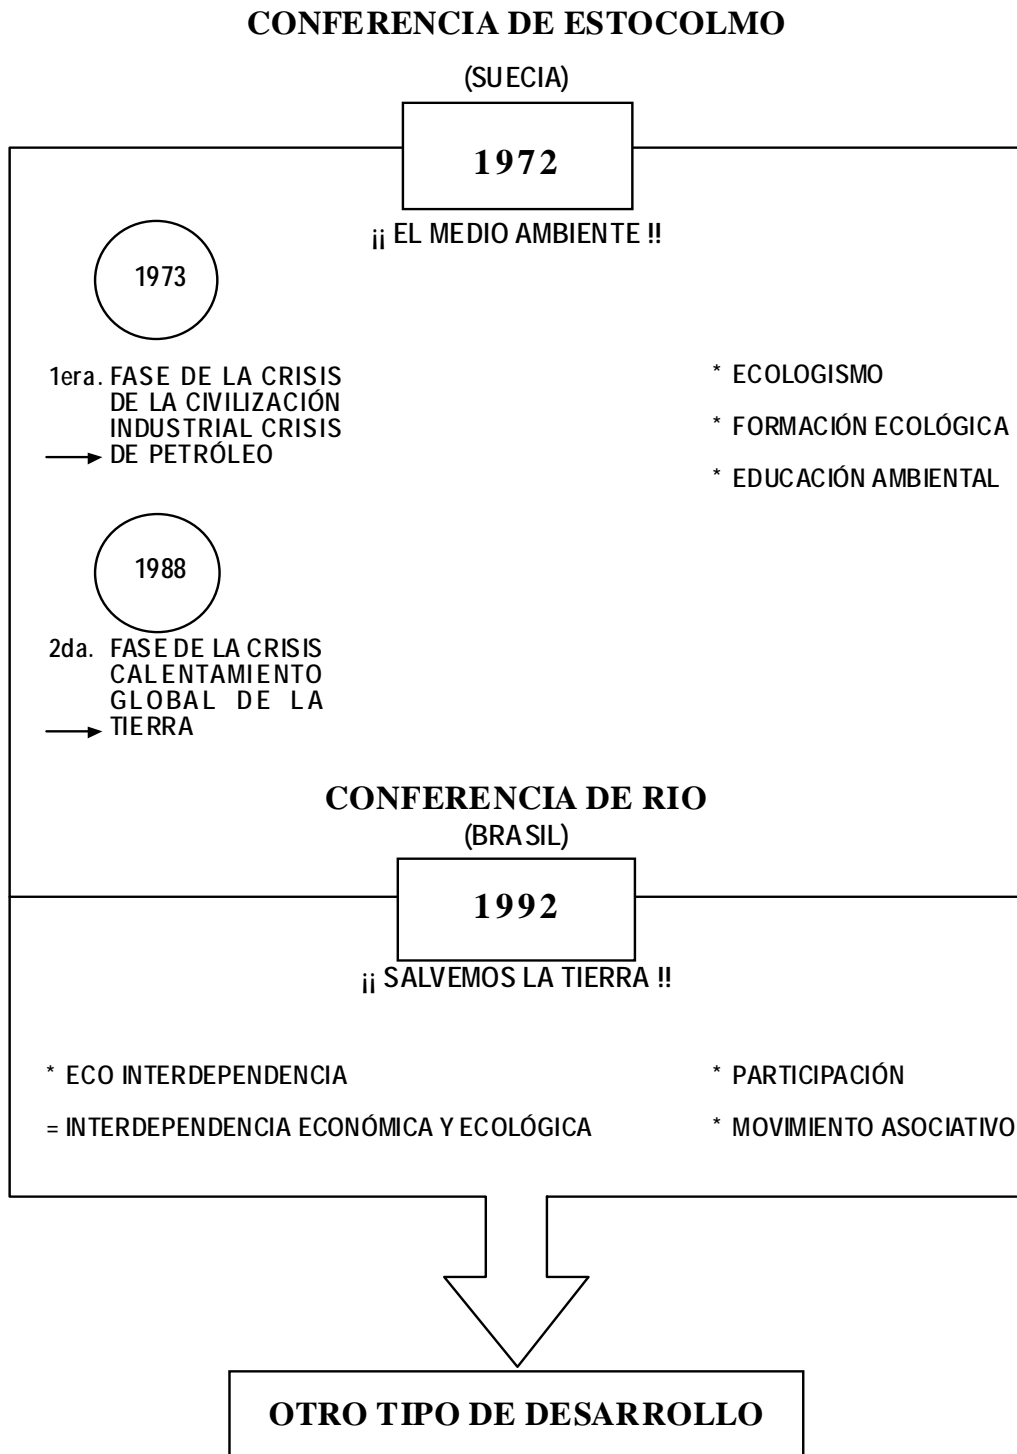 CONFERENCIA DE ESTOCOLMO
(SUECIA)
1972
¡¡ EL MEDIO AMBIENTE !!
1973
1era. FASE DE LA CRISIS
DE LA CIVILIZACIÓN
INDUSTRIAL CRISIS
DE PETRÓLEO
* ECOLOGISMO
* FORMACIÓN ECOLÓGICA
* EDUCACIÓN AMBIENTAL
1988
2da. FASE DE LA CRISIS
CALENTAMIENTO
GLOBAL DE LA
TIERRA
CONFERENCIA DE RIO
(BRASIL)
1992
¡¡ SALVEMOS LA TIERRA !!
* ECO INTERDEPENDENCIA
= INTERDEPENDENCIA ECONÓMICA Y ECOLÓGICA
* PARTICIPACIÓN
* MOVIMIENTO ASOCIATIVO
OTRO TIPO DE DESARROLLO